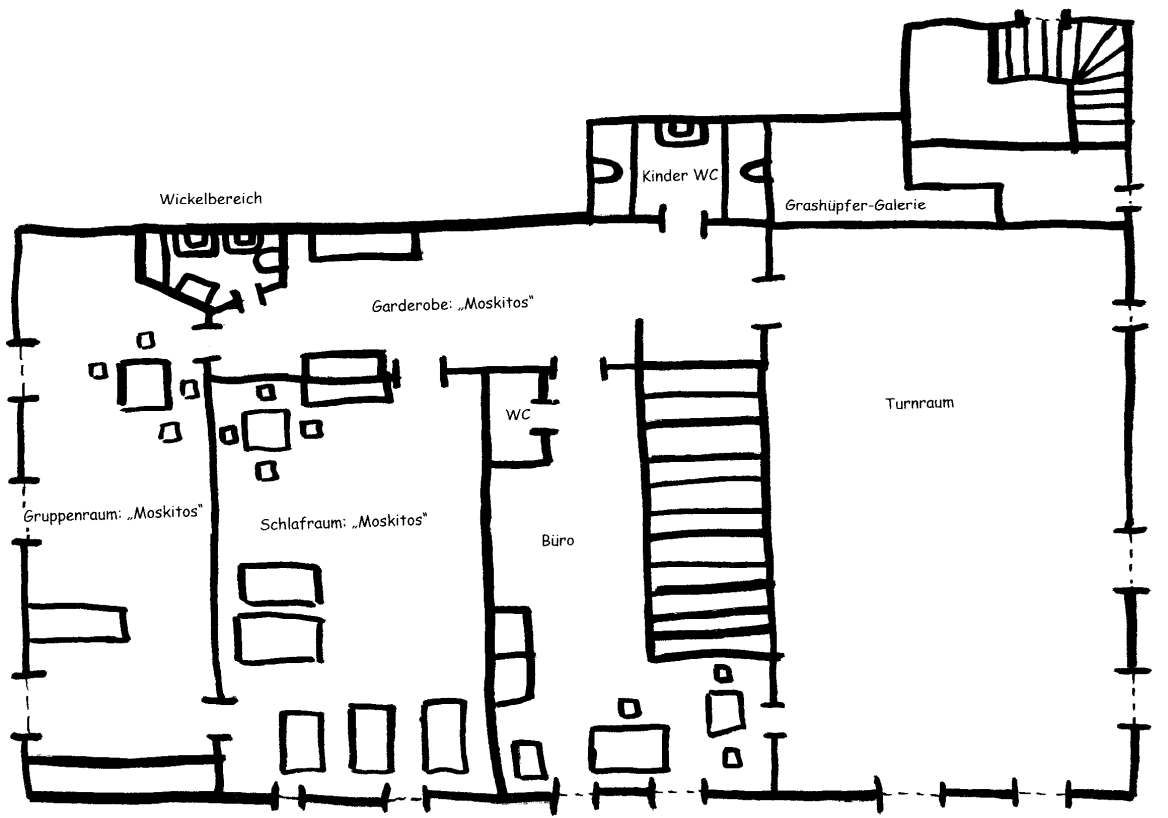 Kinder WC
Wickelbereich
Grashüpfer-Galerie
Garderobe: „Moskitos“
Turnraum
WC
Gruppenraum: „Moskitos“
Schlafraum: „Moskitos“
Büro